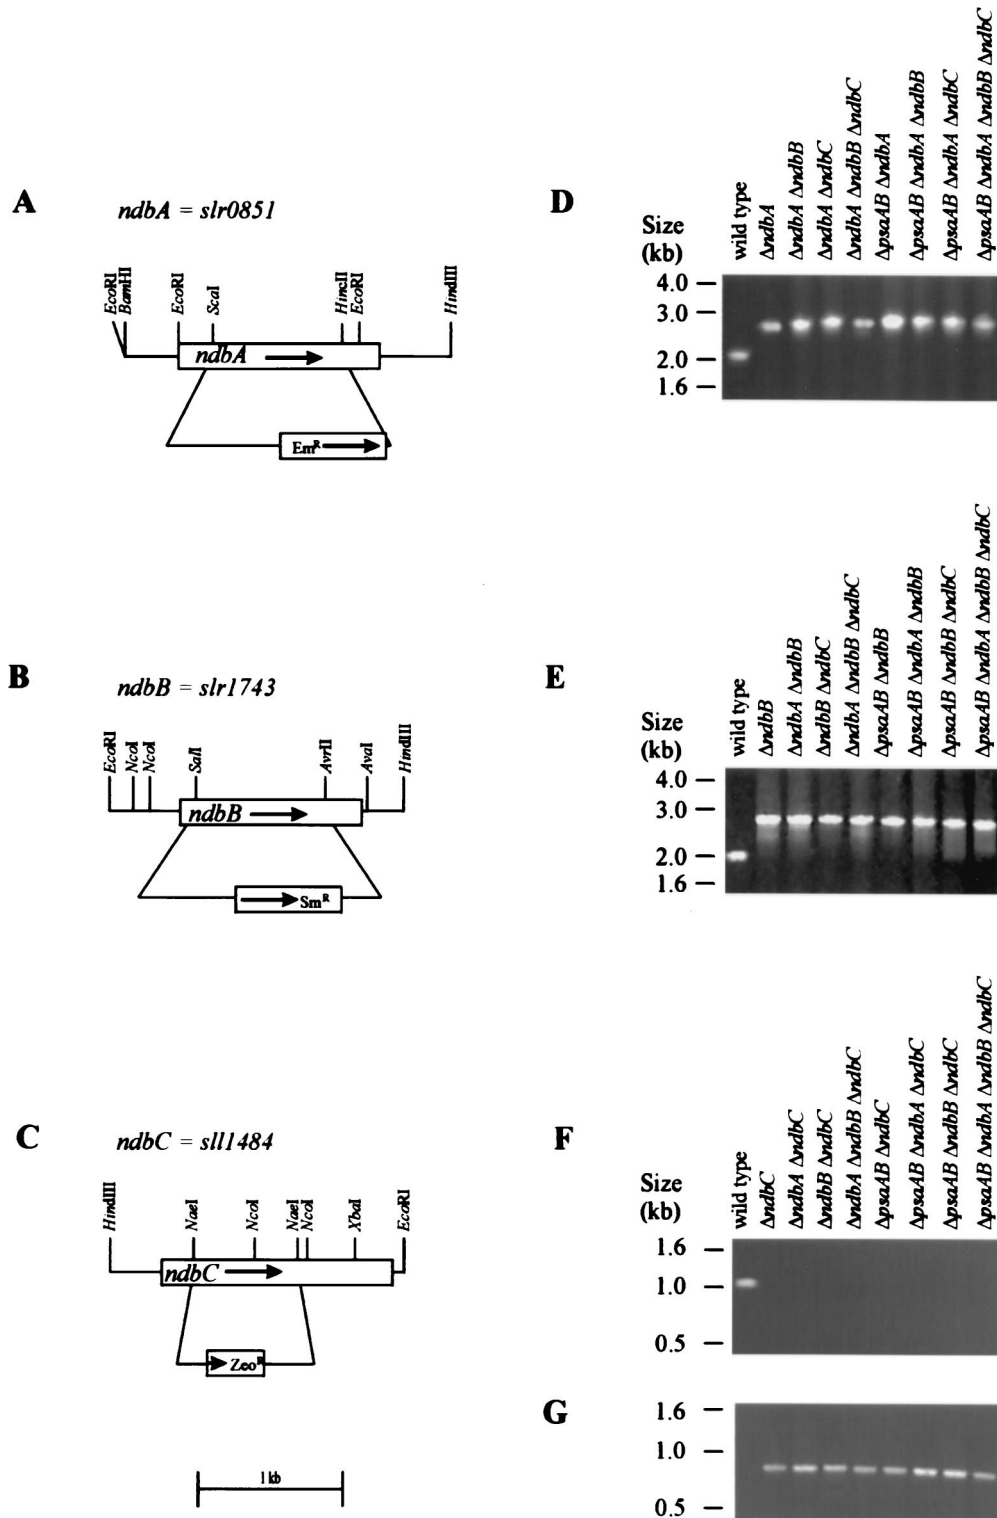 A
ndbA = slr0851
EcoRI
BamHI
EcoRI
ScaI
HincII
EcoRI
HindIII
ndbA
Em^R
B
ndbB = slr1743
EcoRI
NcoI
NcoI
SalI
AvrII
AvaI
HindIII
ndbB
Sm^R
C
ndbC = sll1484
HindIII
NaeI
NcoI
NaeI
NcoI
XbaI
EcoRI
ndbC
Zeo^R
1 kb
D
Size
(kb)
wild type
ΔndbA
ΔndbA ΔndbB
ΔndbA ΔndbC
ΔndbA ΔndbB ΔndbC
ΔpsaAB ΔndbA
ΔpsaAB ΔndbA ΔndbB
ΔpsaAB ΔndbA ΔndbC
ΔpsaAB ΔndbA ΔndbB ΔndbC
4.0
3.0
2.0
1.6
E
Size
(kb)
wild type
ΔndbB
ΔndbA ΔndbB
ΔndbB ΔndbC
ΔndbA ΔndbB ΔndbC
ΔpsaAB ΔndbB
ΔpsaAB ΔndbA ΔndbB
ΔpsaAB ΔndbB ΔndbC
ΔpsaAB ΔndbA ΔndbB ΔndbC
4.0
3.0
2.0
1.6
F
Size
(kb)
wild type
ΔndbC
ΔndbA ΔndbC
ΔndbB ΔndbC
ΔndbA ΔndbB ΔndbC
ΔpsaAB ΔndbC
ΔpsaAB ΔndbA ΔndbC
ΔpsaAB ΔndbB ΔndbC
ΔpsaAB ΔndbA ΔndbB ΔndbC
1.6
1.0
0.5
G
1.6
1.0
0.5